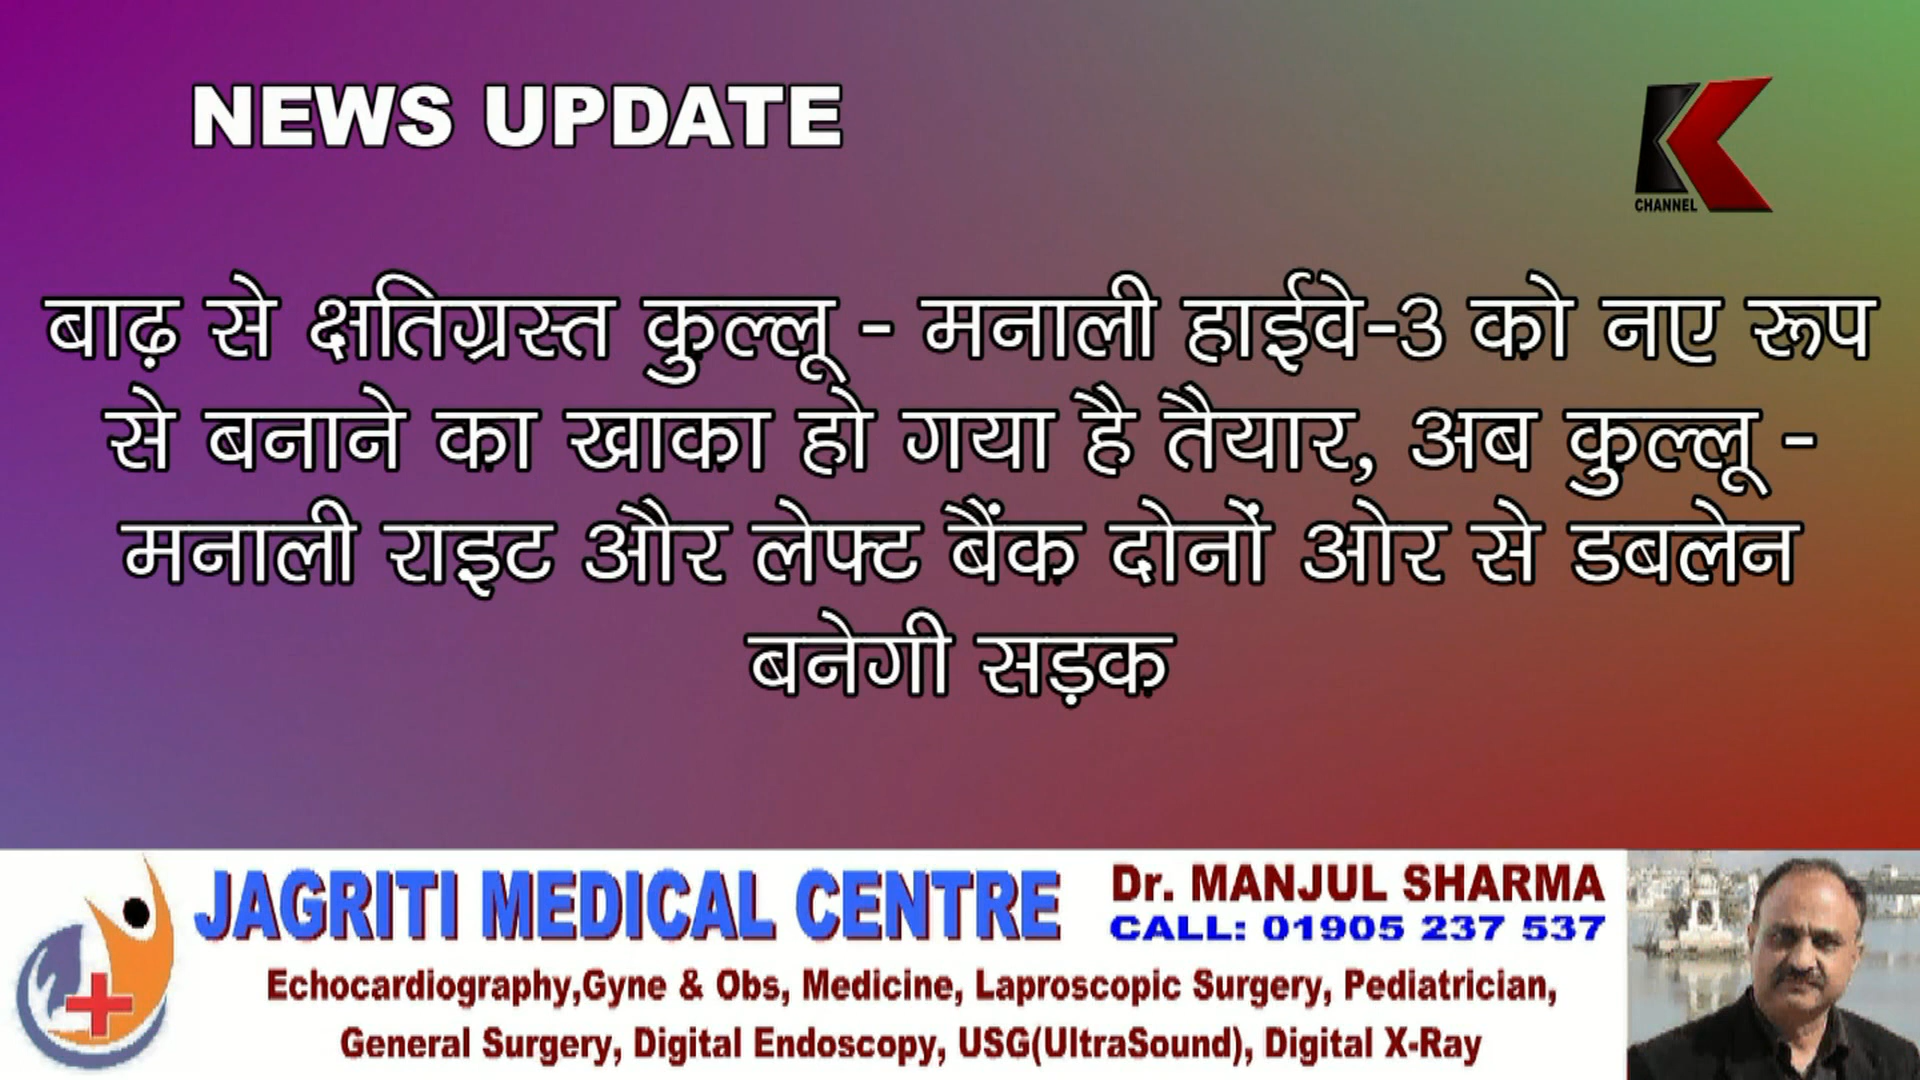 NEWS UPDATE
CHANNEL
बाढ़ से क्षतिग्रस्त कुल्लू - मनाली हाईवे-3 को नए रूप
से बनाने का खाका हो गया है तैयार, अब कुल्लू -
मनाली राइट और लेफ्ट बैंक दोनों ओर से डबलेन
बनेगी सड़क
JAGRITI MEDICAL CENTRE
Dr. MANJUL SHARMA
CALL: 01905 237 537
Echocardiography,Gyne & Obs, Medicine, Laproscopic Surgery, Pediatrician,
General Surgery, Digital Endoscopy, USG(UltraSound), Digital X-Ray